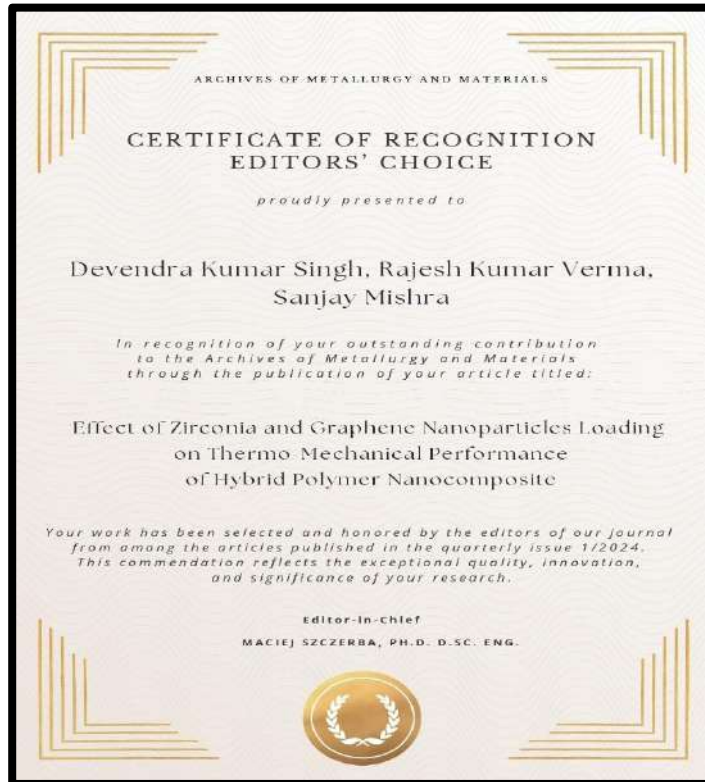 ARCHIVES OF METALLURGY AND MATERIALS
CERTIFICATE OF RECOGNITION
EDITORS' CHOICE
proudly presented to
Devendra Kumar Singh, Rajesh Kumar Verma,
Sanjay Mishra
In recognition of your outstanding contribution
to the Archives of Metallurgy and Materials
through the publication of your article titled:
Effect of Zirconia and Graphene Nanoparticles Loading
on Thermo-Mechanical Performance
of Hybrid Polymer Nanocomposite
Your work has been selected and honored by the editors of our journal
from among the articles published in the quarterly issue 1/2024.
This commendation reflects the exceptional quality, innovation,
and significance of your research.
Editor-in-Chief
MACIEJ SZCZERBA, PH.D. D.SC. ENG.